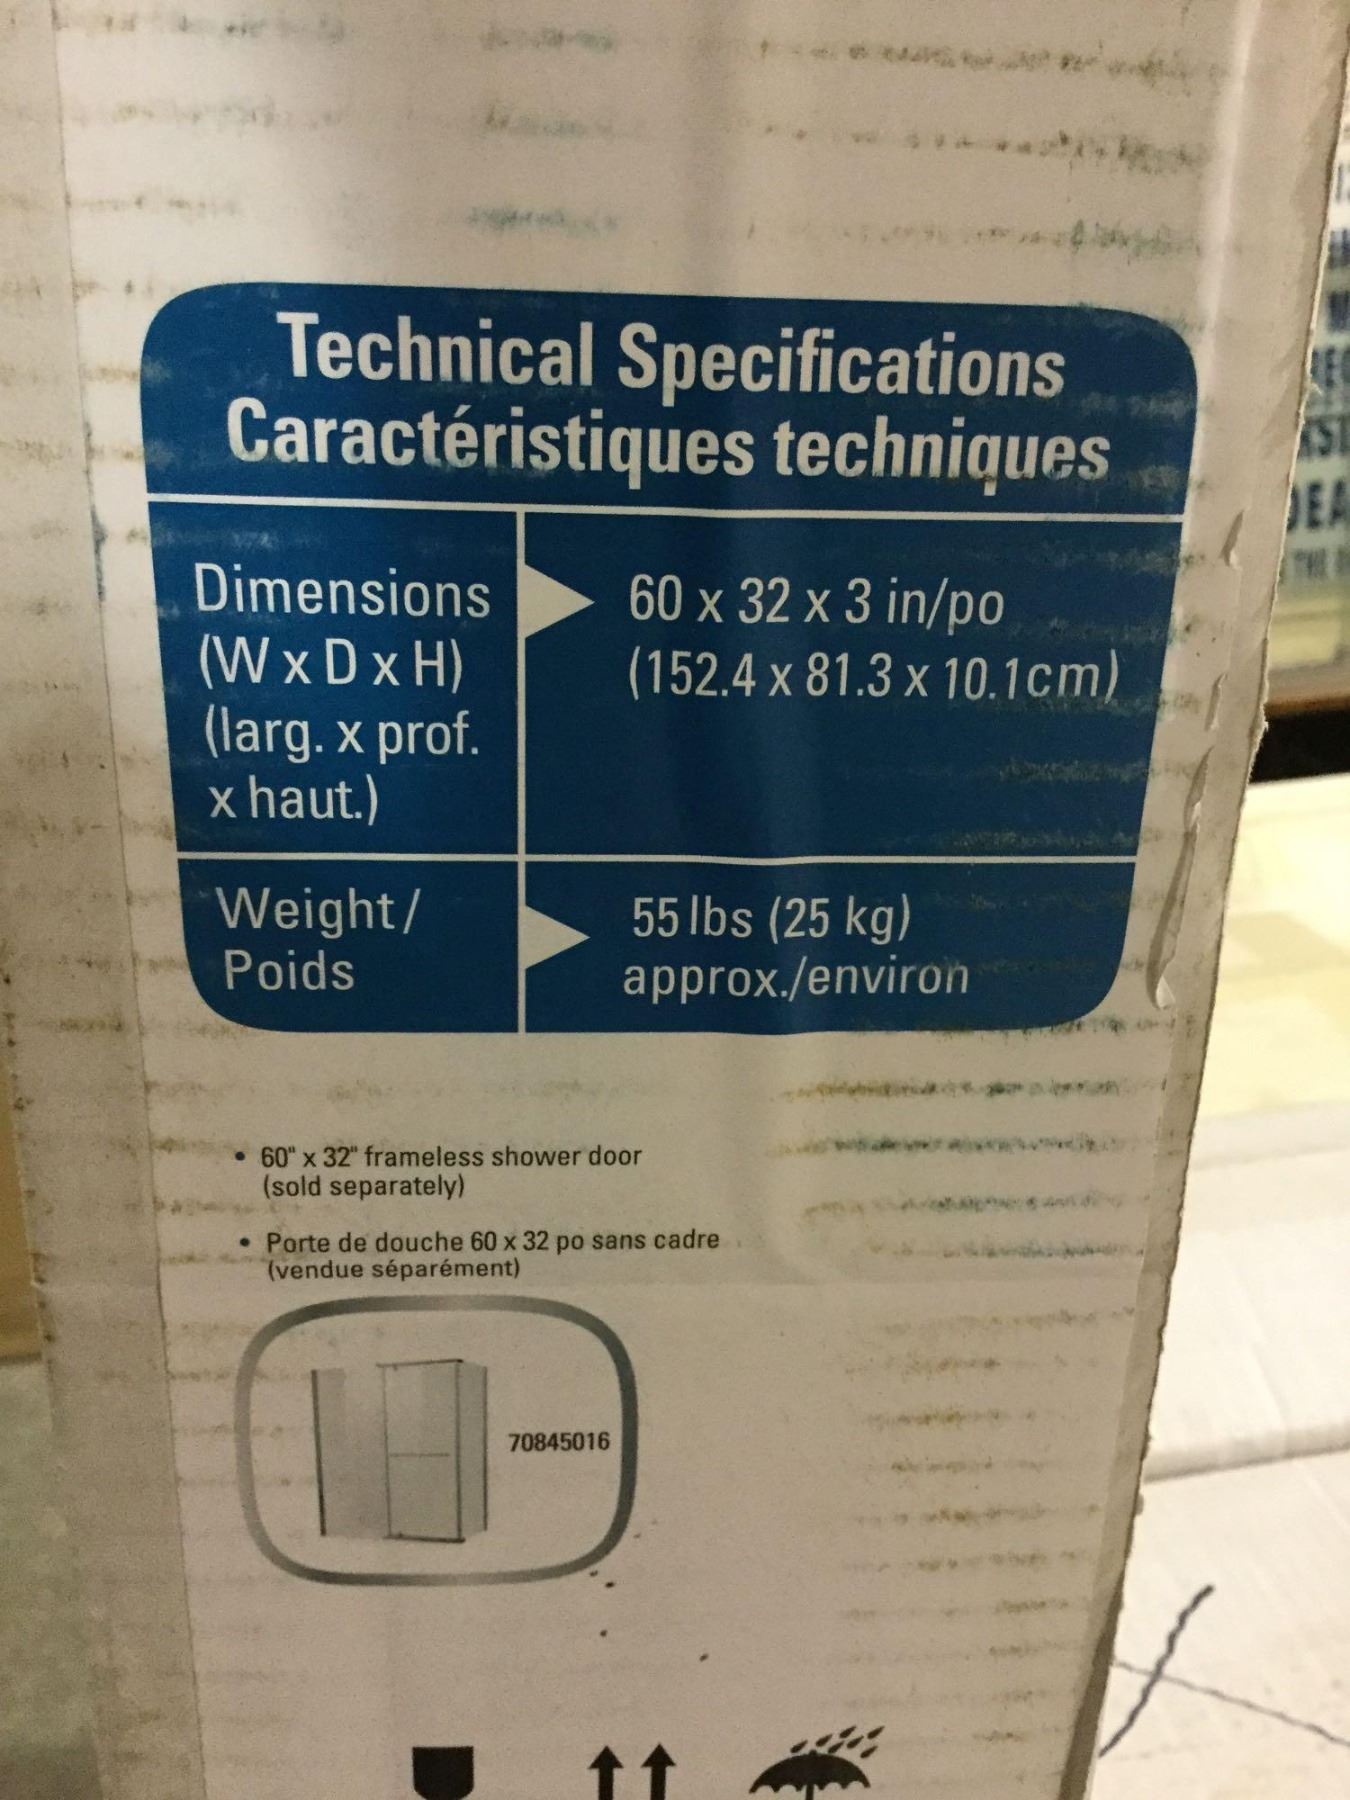 Technical Specifications
Caractéristiques techniques
Dimensions
(W x D x H)
(larg. x prof.
x haut.)
60 x 32 x 3 in/po
(152.4 x 81.3 x 10.1cm)
Weight/
Poids
55 lbs (25 kg)
approx./environ
• 60" x 32" frameless shower door
(sold separately)
• Porte de douche 60 x 32 po sans cadre
(vendue séparément)
70845016